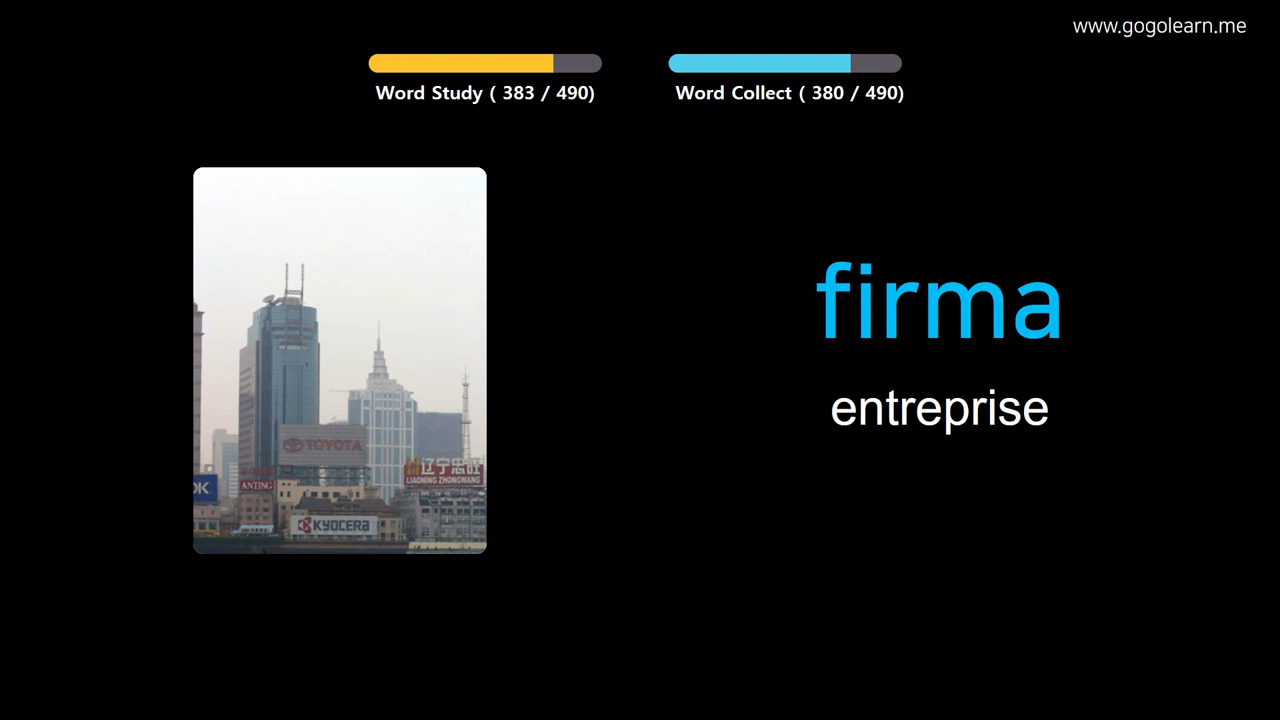 www.gogolearn.me
Word Study ( 383 / 490)
Word Collect ( 380 / 490)
firma
entreprise
TOYOTA
辽宁忠旺
LIAONING ZHONGWANG
OK
ANTING
KYOCERA